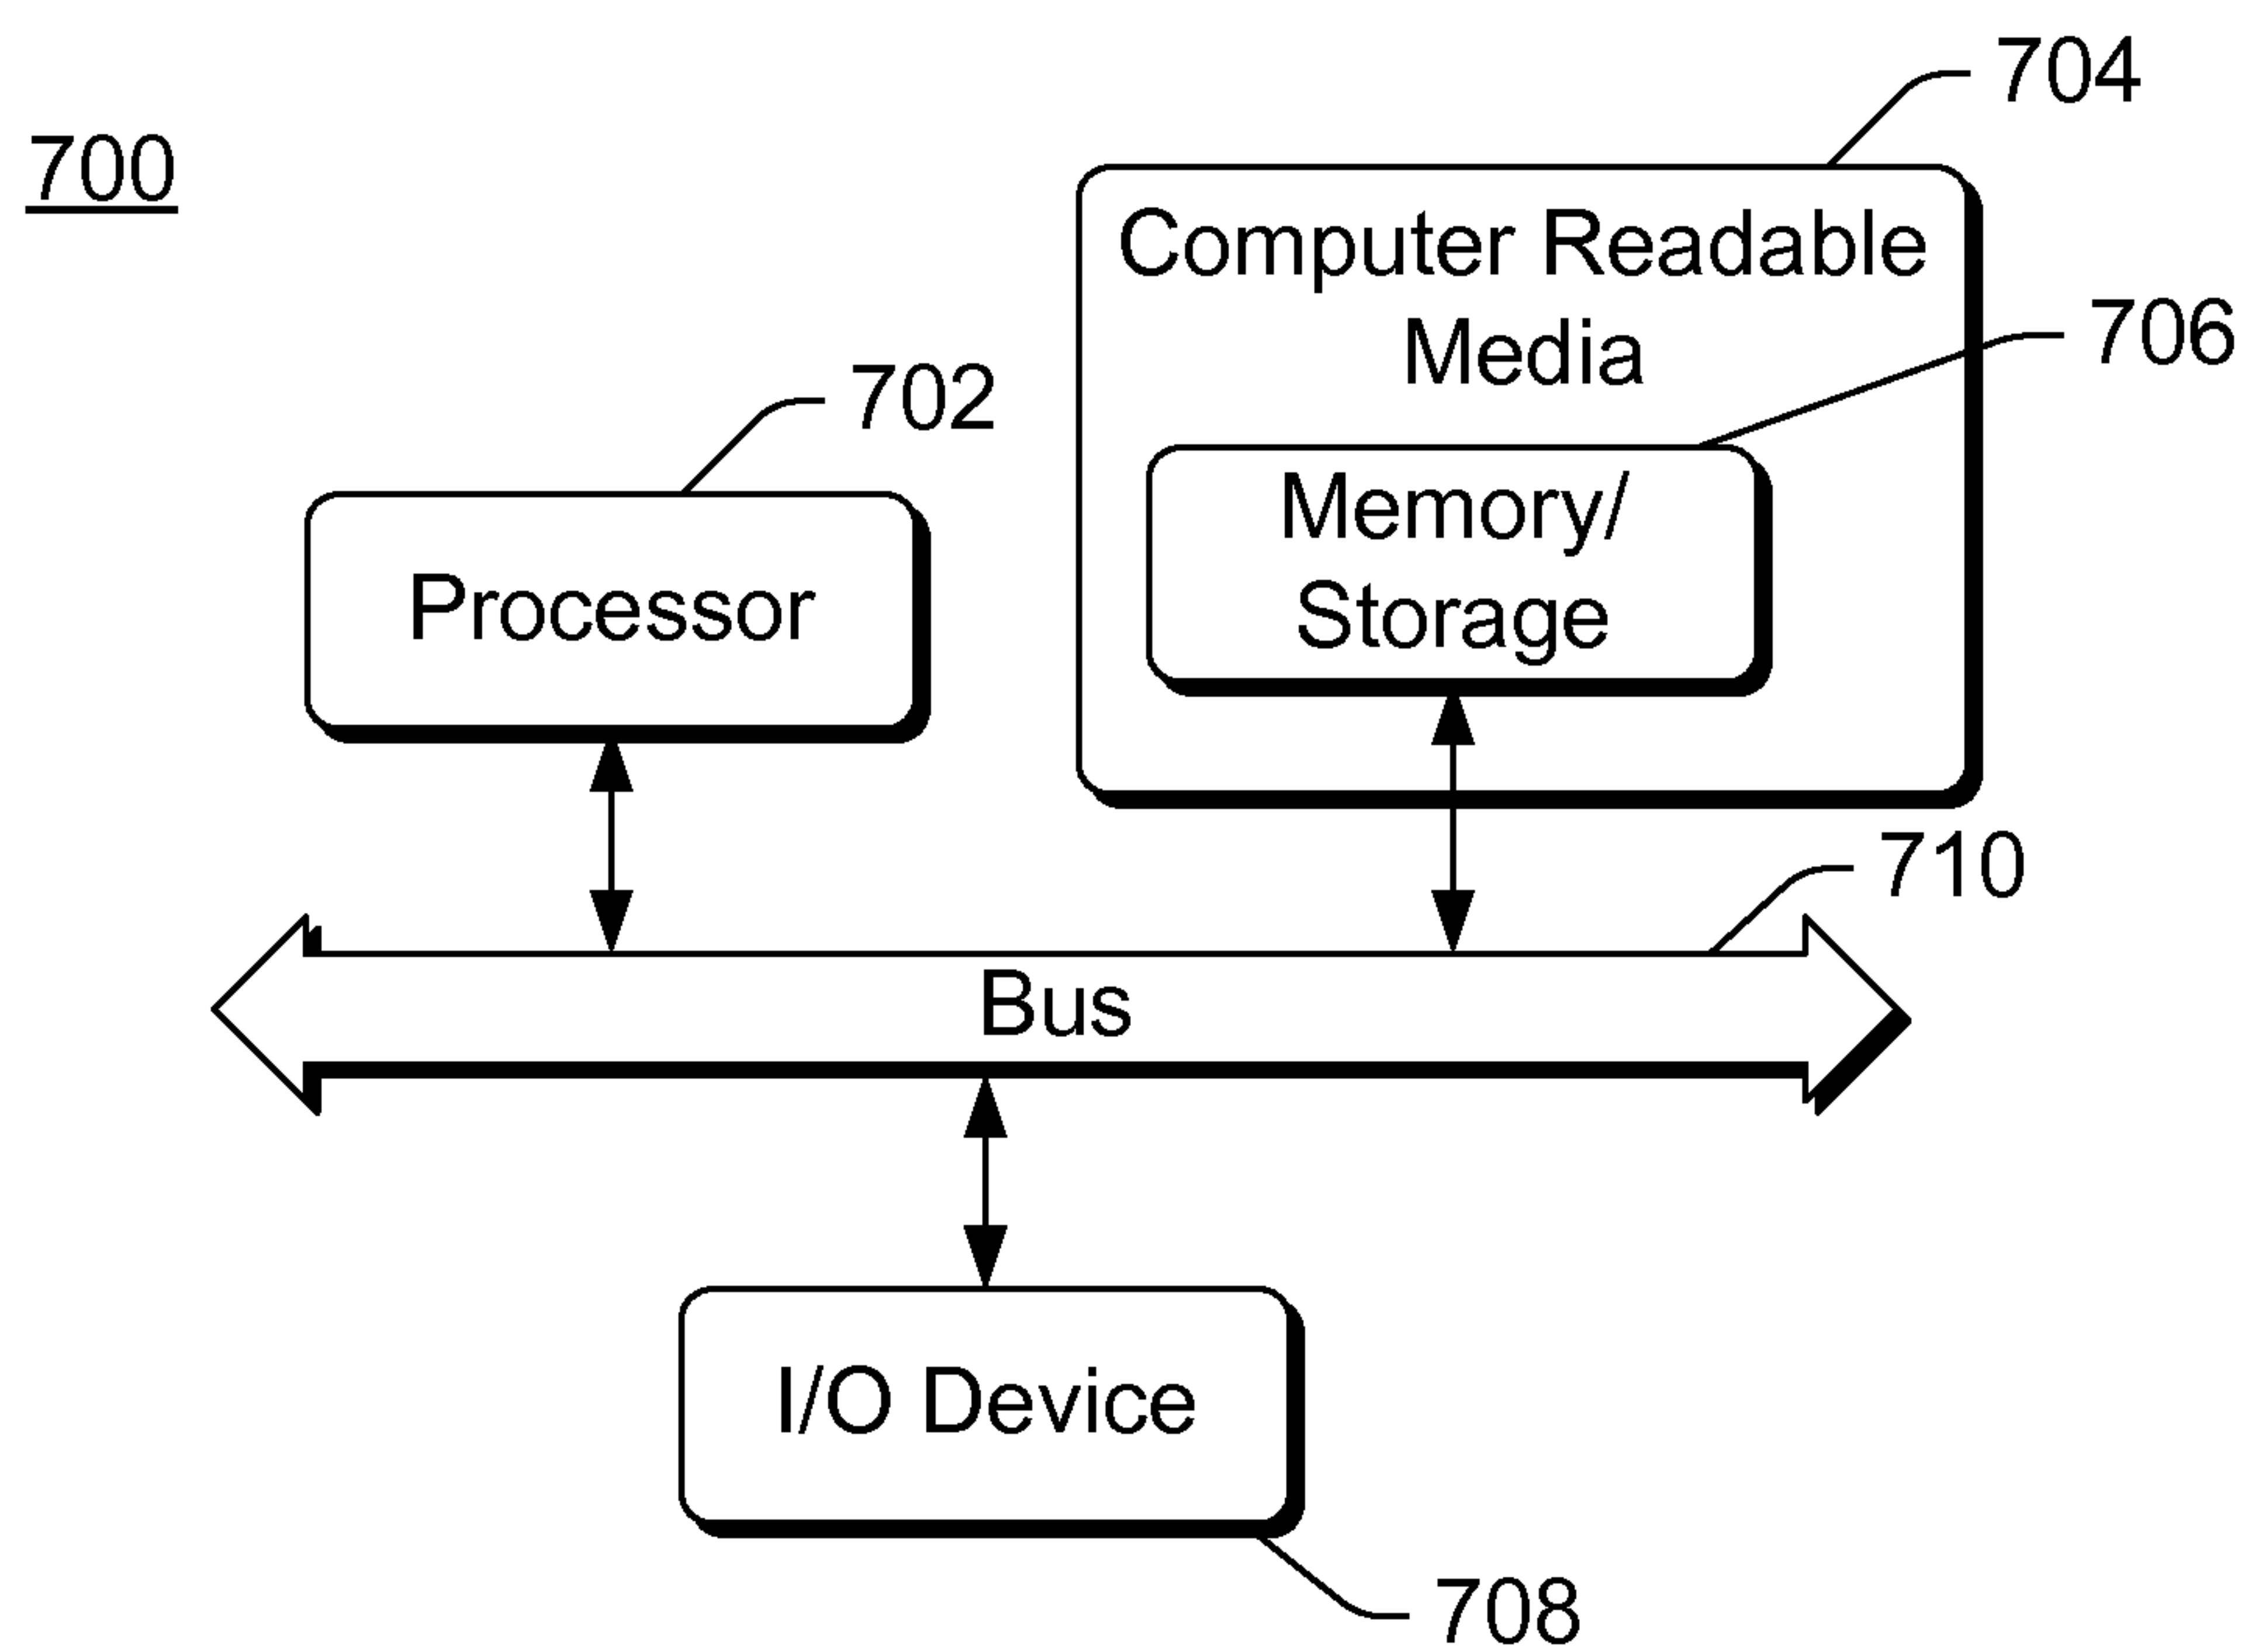 704
700
Computer Readable
Media
706
702
Memory/
Storage
Processor
710
Bus
I/O Device
708